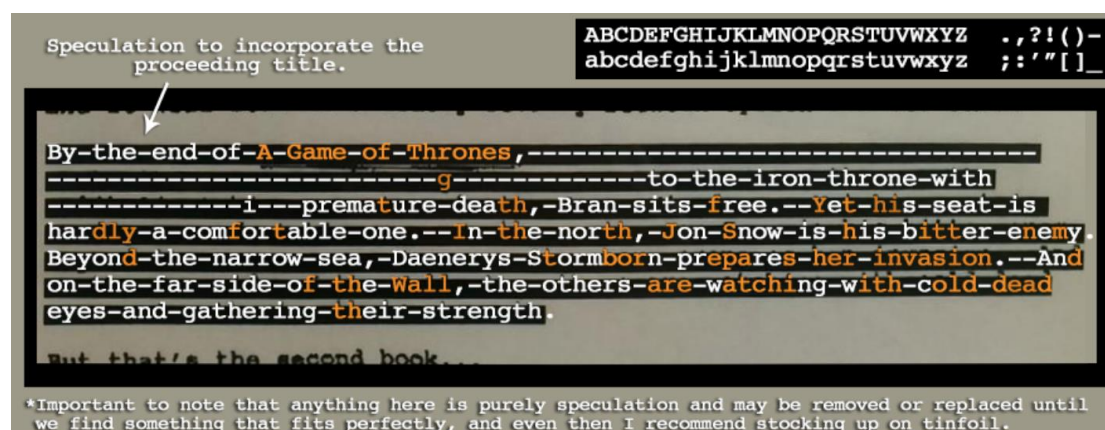 Speculation to incorporate the
proceeding title.
ABCDEFGHIJKLMNOPQRSTUVWXYZ .,?!()-
abcdefghijklmnopqrstuvwxyz ;:'"[]_
By-the-end-of-A-Game-of-Thrones,----------------------------------
--------------------------g-------------to-the-iron-throne-with
-------------i---premature-death,-Bran-sits-free.--Yet-his-seat-is
hardly-a-comfortable-one.--In-the-north,-Jon-Snow-is-his-bitter-enemy.
Beyond-the-narrow-sea,-Daenerys-Stormborn-prepares-her-invasion.--And
on-the-far-side-of-the-Wall,-the-others-are-watching-with-cold-dead
eyes-and-gathering-their-strength.
But that's the second book...
*Important to note that anything here is purely speculation and may be removed or replaced until
we find something that fits perfectly, and even then I recommend stocking up on tinfoil.